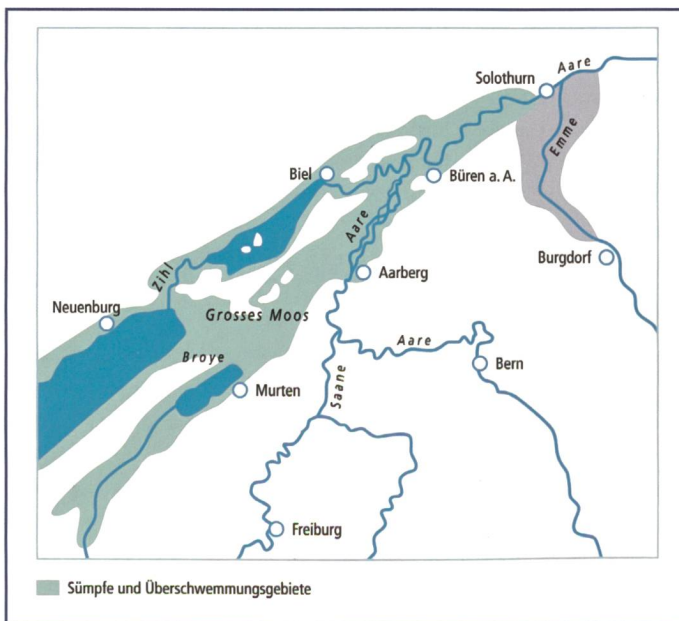 Aare
Solothurn
Emme
Biel
Büren a. A.
Aare
Burgdorf
Zihl
Aarberg
Neuenburg
Grosses Moos
Broye
Aare
Bern
Saane
Murten
Freiburg
Sümpfe und Überschwemmungsgebiete